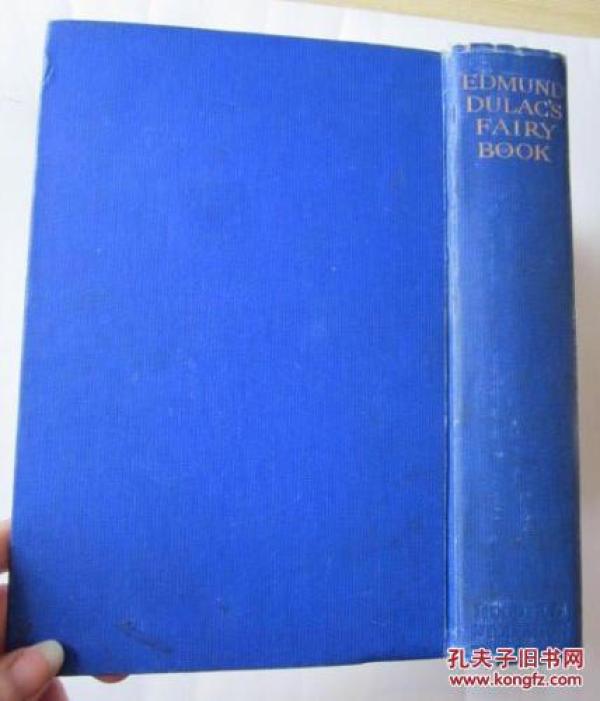 EDMUND
DULAC'S
FAIRY
BOOK
孔夫子旧书网
www.kongfz.com